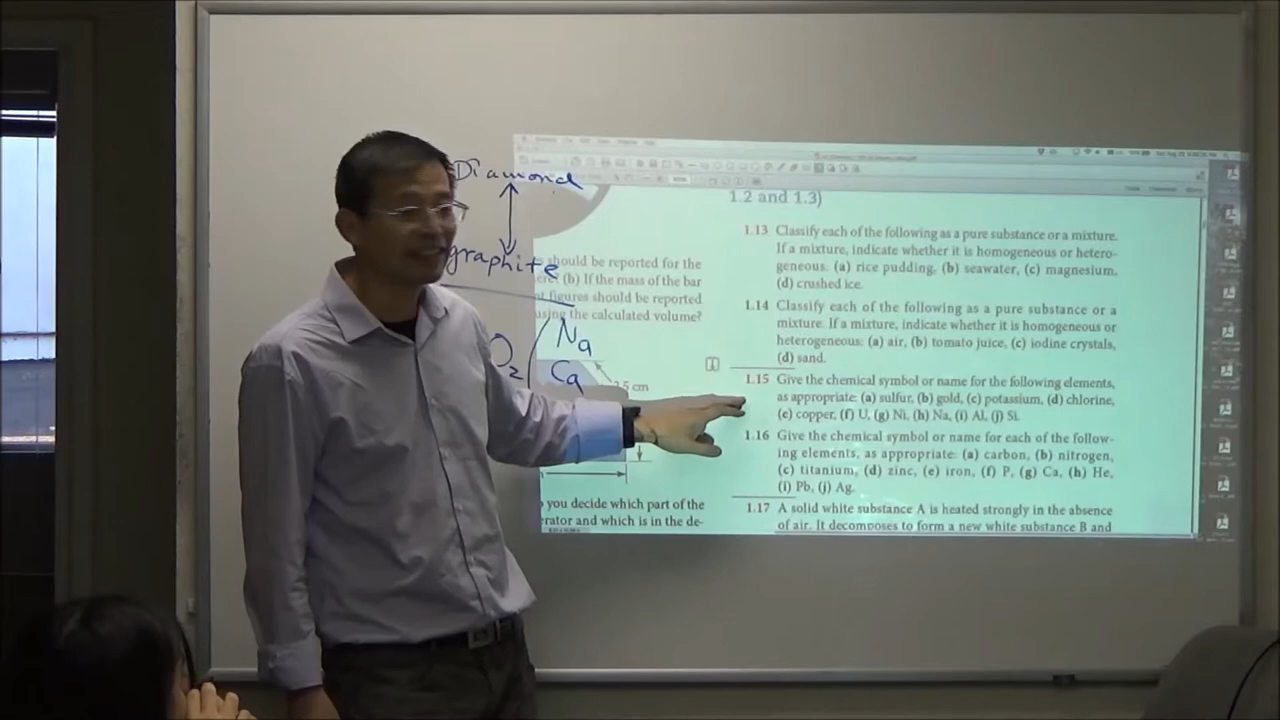 Diamond
graphite
O₂
Na
Ca
should be reported for the
(b) If the mass of the bar
figures should be reported
using the calculated volume?
2.5 cm
you decide which part of the
and which is in the de-
1.2 and 1.3)
1.13 Classify each of the following as a pure substance or a mixture.
If a mixture, indicate whether it is homogeneous or hetero-
geneous: (a) rice pudding, (b) seawater, (c) magnesium,
(d) crushed ice.
1.14 Classify each of the following as a pure substance or a
mixture. If a mixture, indicate whether it is homogeneous or
heterogeneous: (a) air, (b) tomato juice, (c) iodine crystals,
(d) sand.
1.15 Give the chemical symbol or name for the following elements,
as appropriate: (a) sulfur, (b) gold, (c) potassium, (d) chlorine,
(e) copper, (f) U, (g) Ni, (h) Na, (i) Al, (j) Si.
1.16 Give the chemical symbol or name for each of the follow-
ing elements, as appropriate: (a) carbon, (b) nitrogen,
(c) titanium, (d) zinc, (e) iron, (f) P, (g) Ca, (h) He,
(i) Pb, (j) Ag.
1.17 A solid white substance A is heated strongly in the absence
of air. It decomposes to form a new white substance B and